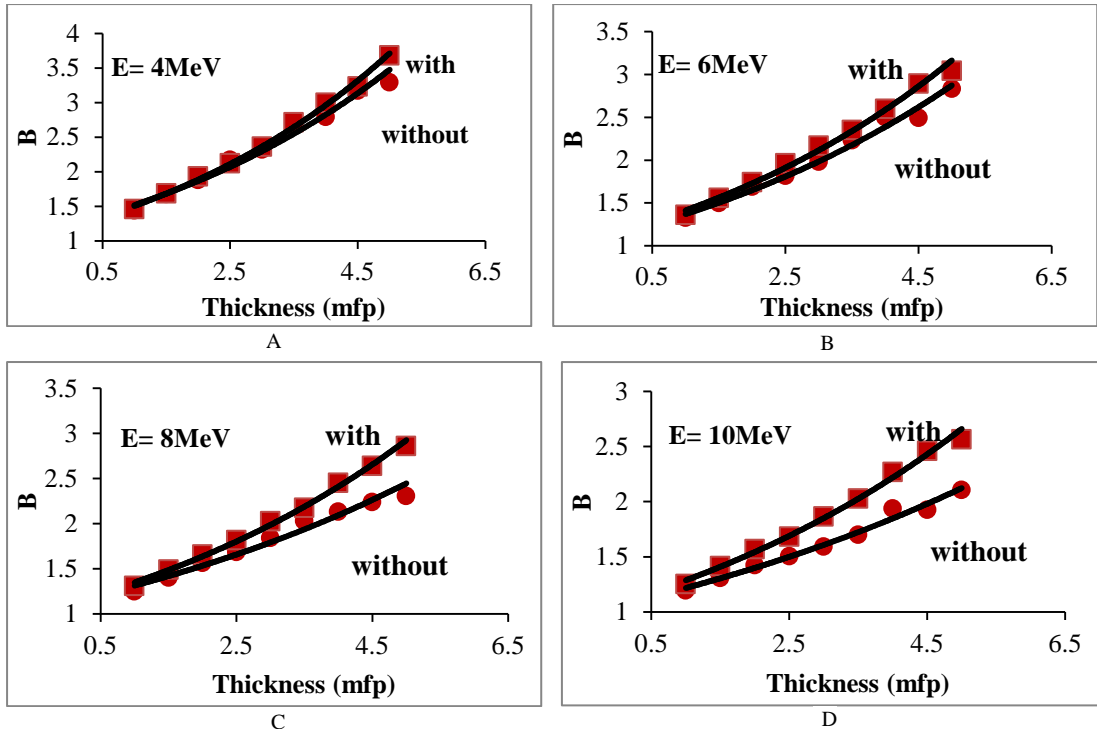 4
3.5
3
2.5
2
1.5
1
B
E= 4MeV
with
without
0.5 2.5 4.5 6.5
Thickness (mfp)
A
3.5
3
2.5
2
1.5
1
B
E= 6MeV
with
without
0.5 2.5 4.5 6.5
Thickness (mfp)
B
3.5
3
2.5
2
1.5
1
B
E= 8MeV
with
without
0.5 2.5 4.5 6.5
Thickness (mfp)
C
3
2.5
2
1.5
1
B
E= 10MeV
with
without
0.5 2.5 4.5 6.5
Thickness (mfp)
D